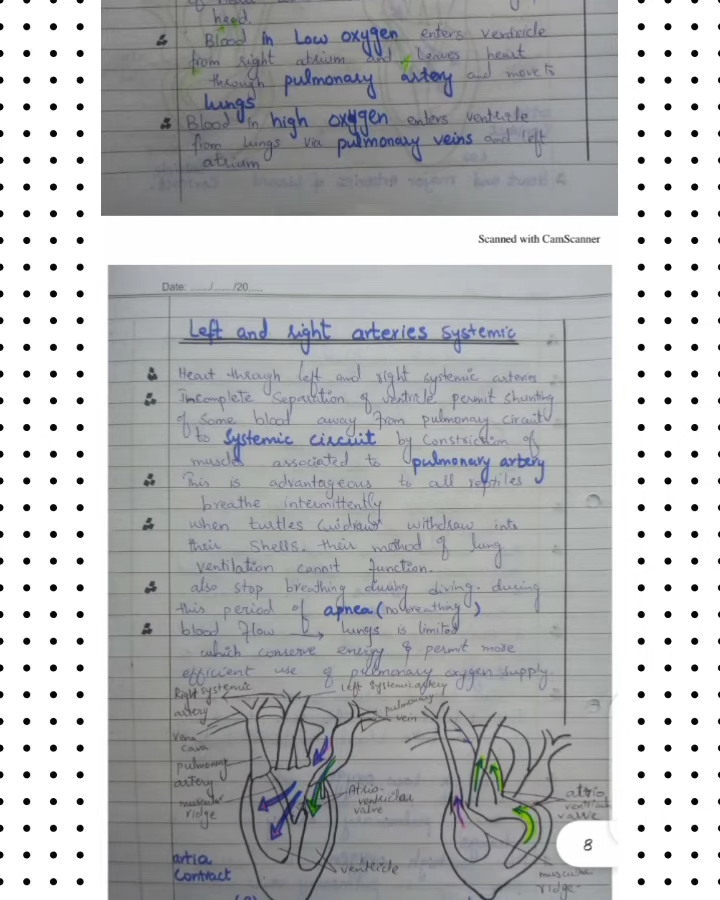 head.
Blood in Low oxygen enters ventricle
from right atrium and Leaves heart
through pulmonary artery and move to
lungs
Blood in high oxygen enters ventricle
from lungs via pulmonary veins and left
atrium
Scanned with CamScanner
Date: ..../..../20....
Left and right arteries systemic
Heart through left and right systemic arteries
Incomplete Separation of ventricle permit shunting
of some blood away from pulmonary circuit
to systemic circuit by constriction of
muscles associated to pulmonary artery
This is advantageous to all reptiles
breathe intermittently
when turtles withdraw into
their shells. their method of lung
ventilation cannit function.
also stop breathing during diving. during
this period of apnea (no breathing)
blood flow → lungs is limited
which conserve energy & permit more
efficient use of pulmonary oxygen supply.
Right systemic
artery
left systemic artery
pulmonary
vein
vena
cava
pulmonary
artery
muscular
ridge
Atrio-
ventricular
valve
atrio
ventricular
valve
artia
Contract
ventricle
muscular
ridge-
8